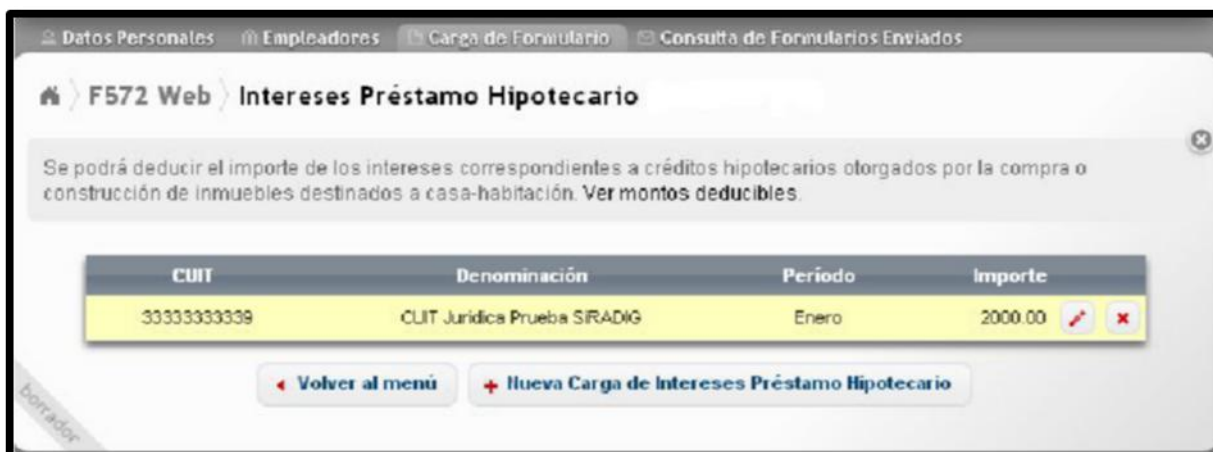 Datos Personales Empleadores Carga de Formulario Consulta de Formularios Enviados
F572 Web Intereses Préstamo Hipotecario
Se podrá deducir el importe de los intereses correspondientes a créditos hipotecarios otorgados por la compra o
construcción de inmuebles destinados a casa-habitación. Ver montos deducibles.
CUIT Denominación Período Importe
33333333339 CUIT Juridica Prueba SIRADIG Enero 2000.00
Volver al menú Nueva Carga de Intereses Préstamo Hipotecario
borrador